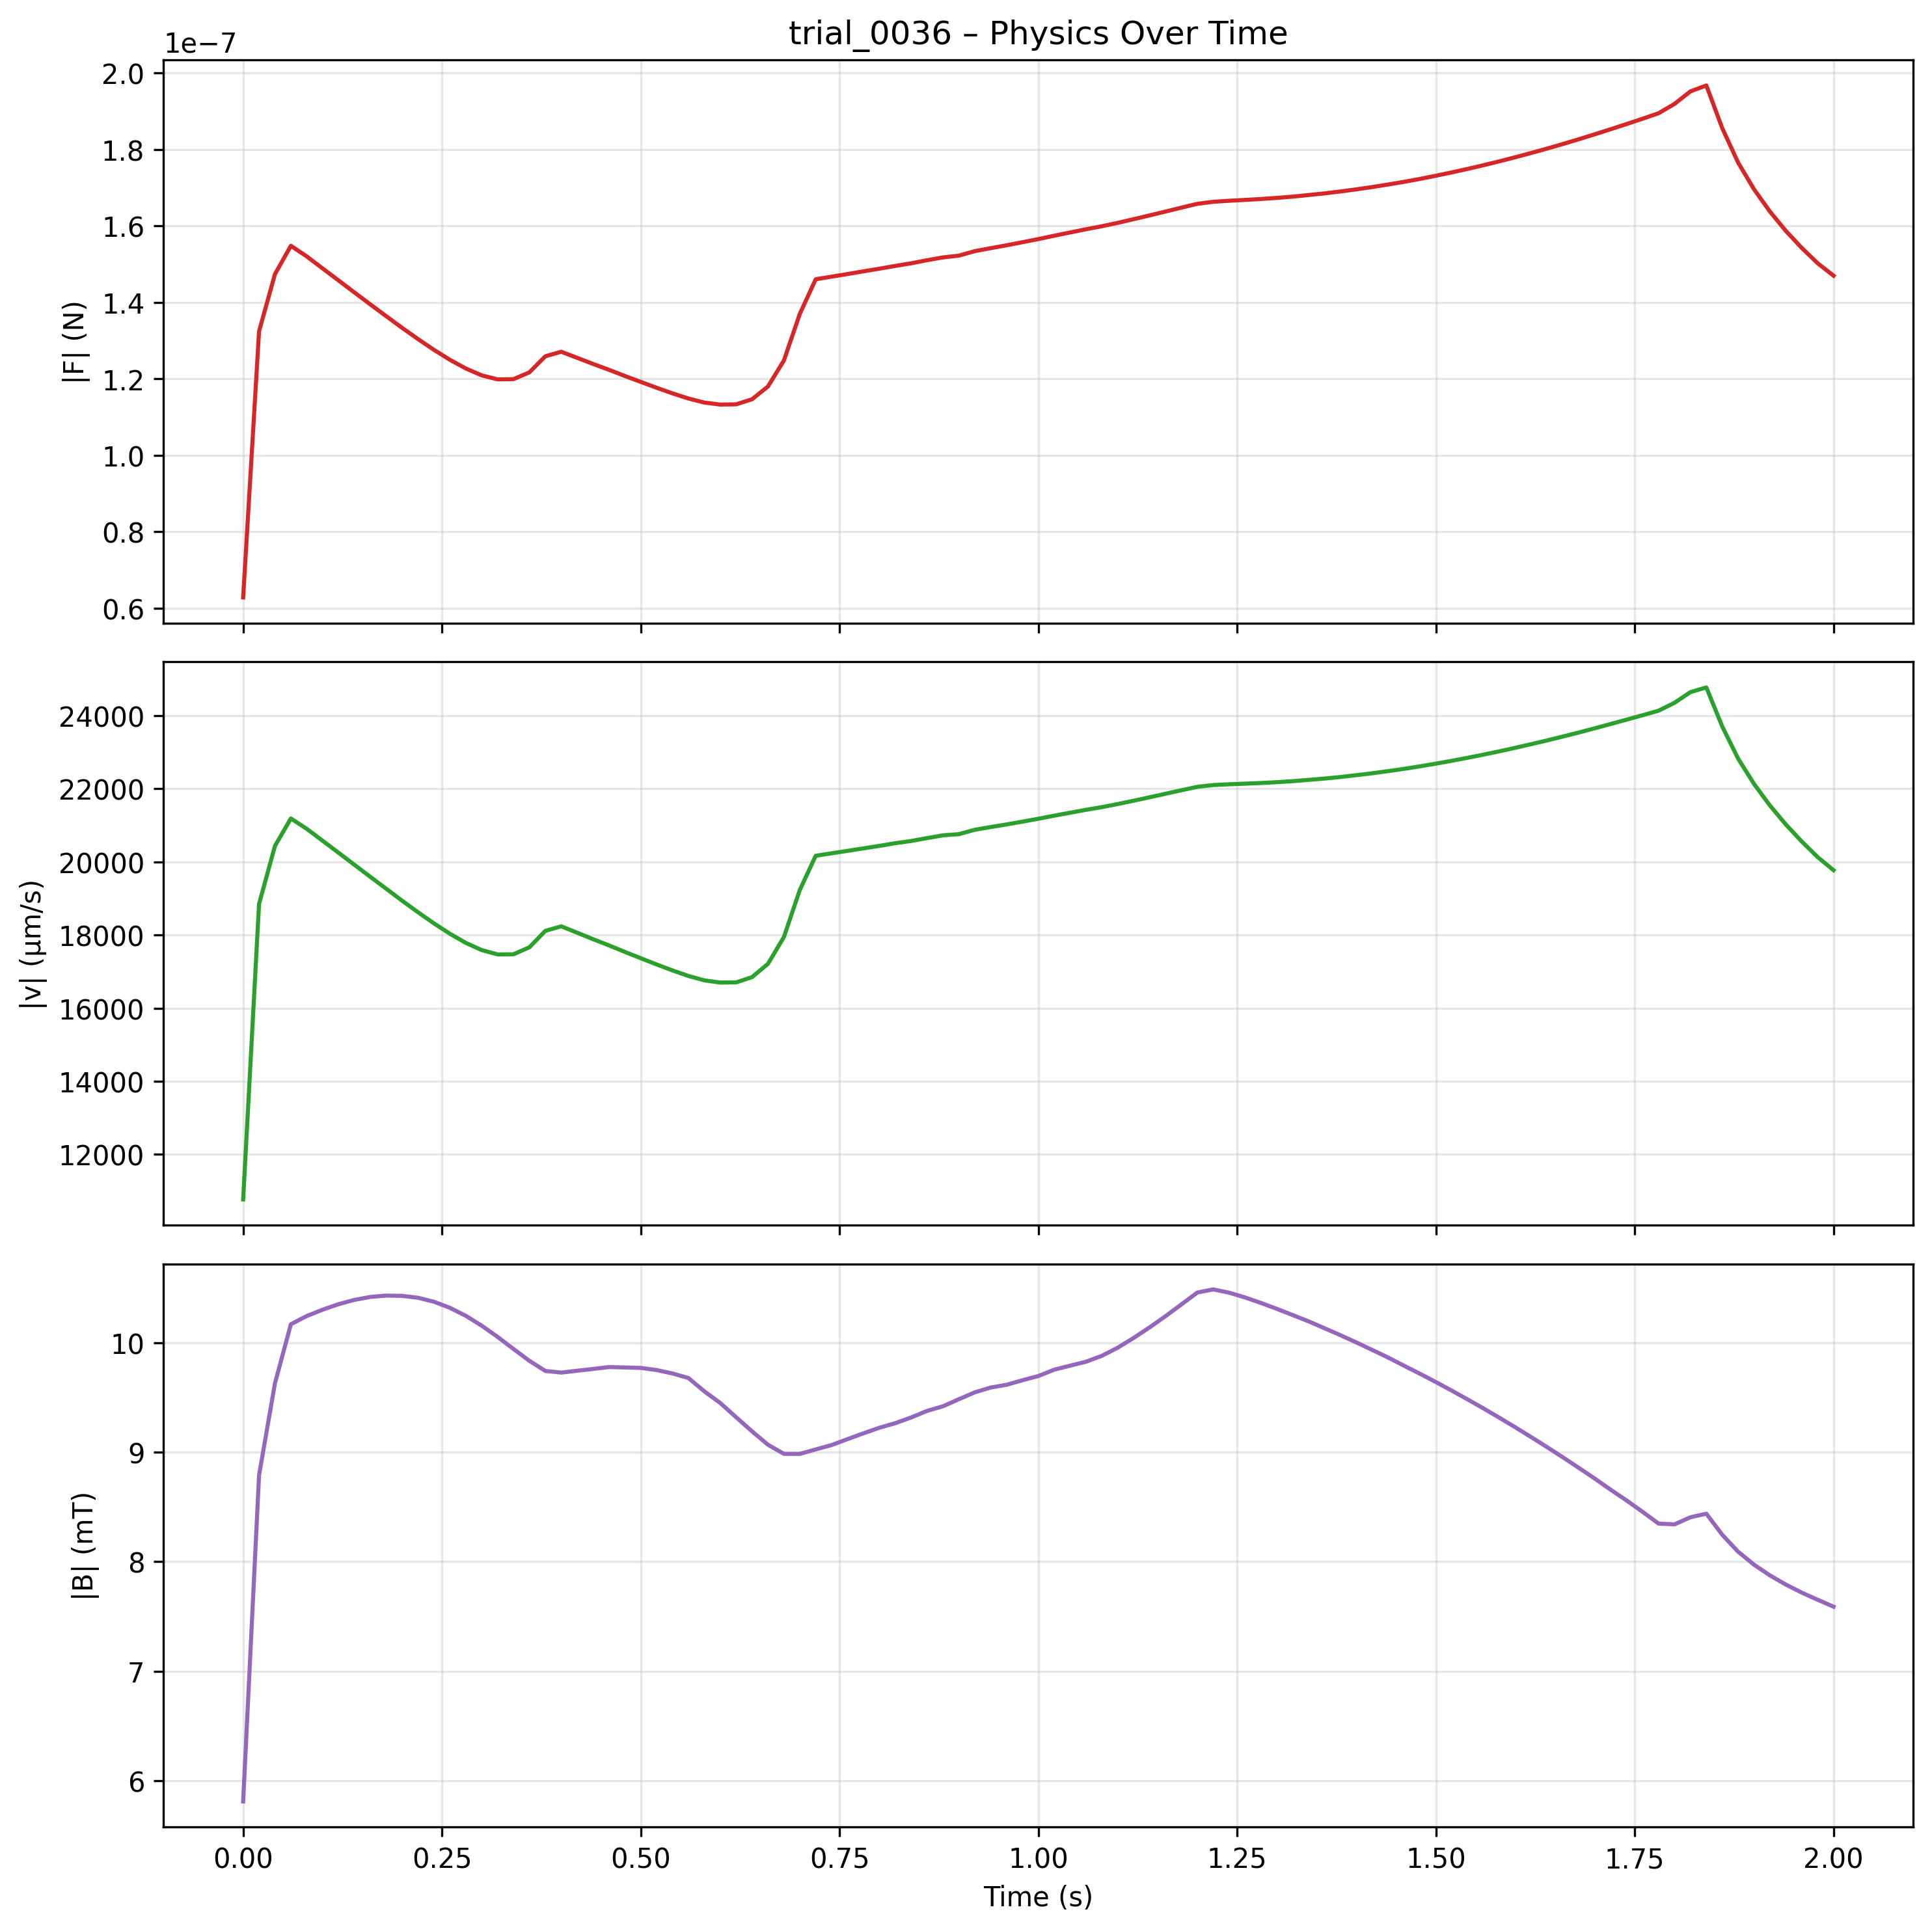 trial_0036 – Physics Over Time
1e−7
2.0
1.8
1.6
1.4
1.2
1.0
0.8
0.6
|F| (N)
24000
22000
20000
18000
16000
14000
12000
|v| (μm/s)
10
9
8
7
6
|B| (mT)
0.00 0.25 0.50 0.75 1.00 1.25 1.50 1.75 2.00
Time (s)